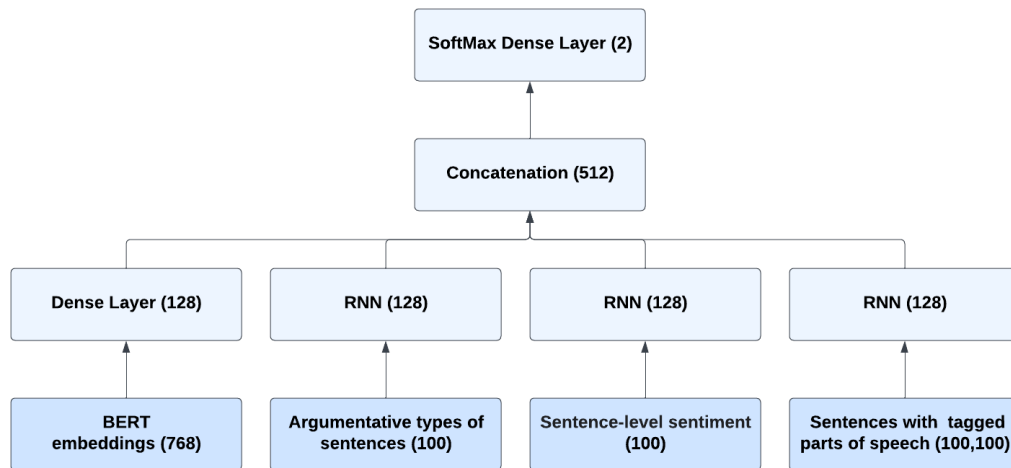 SoftMax Dense Layer (2)
Concatenation (512)
Dense Layer (128)
RNN (128)
RNN (128)
RNN (128)
BERT
embeddings (768)
Argumentative types of
sentences (100)
Sentence-level sentiment
(100)
Sentences with tagged
parts of speech (100,100)